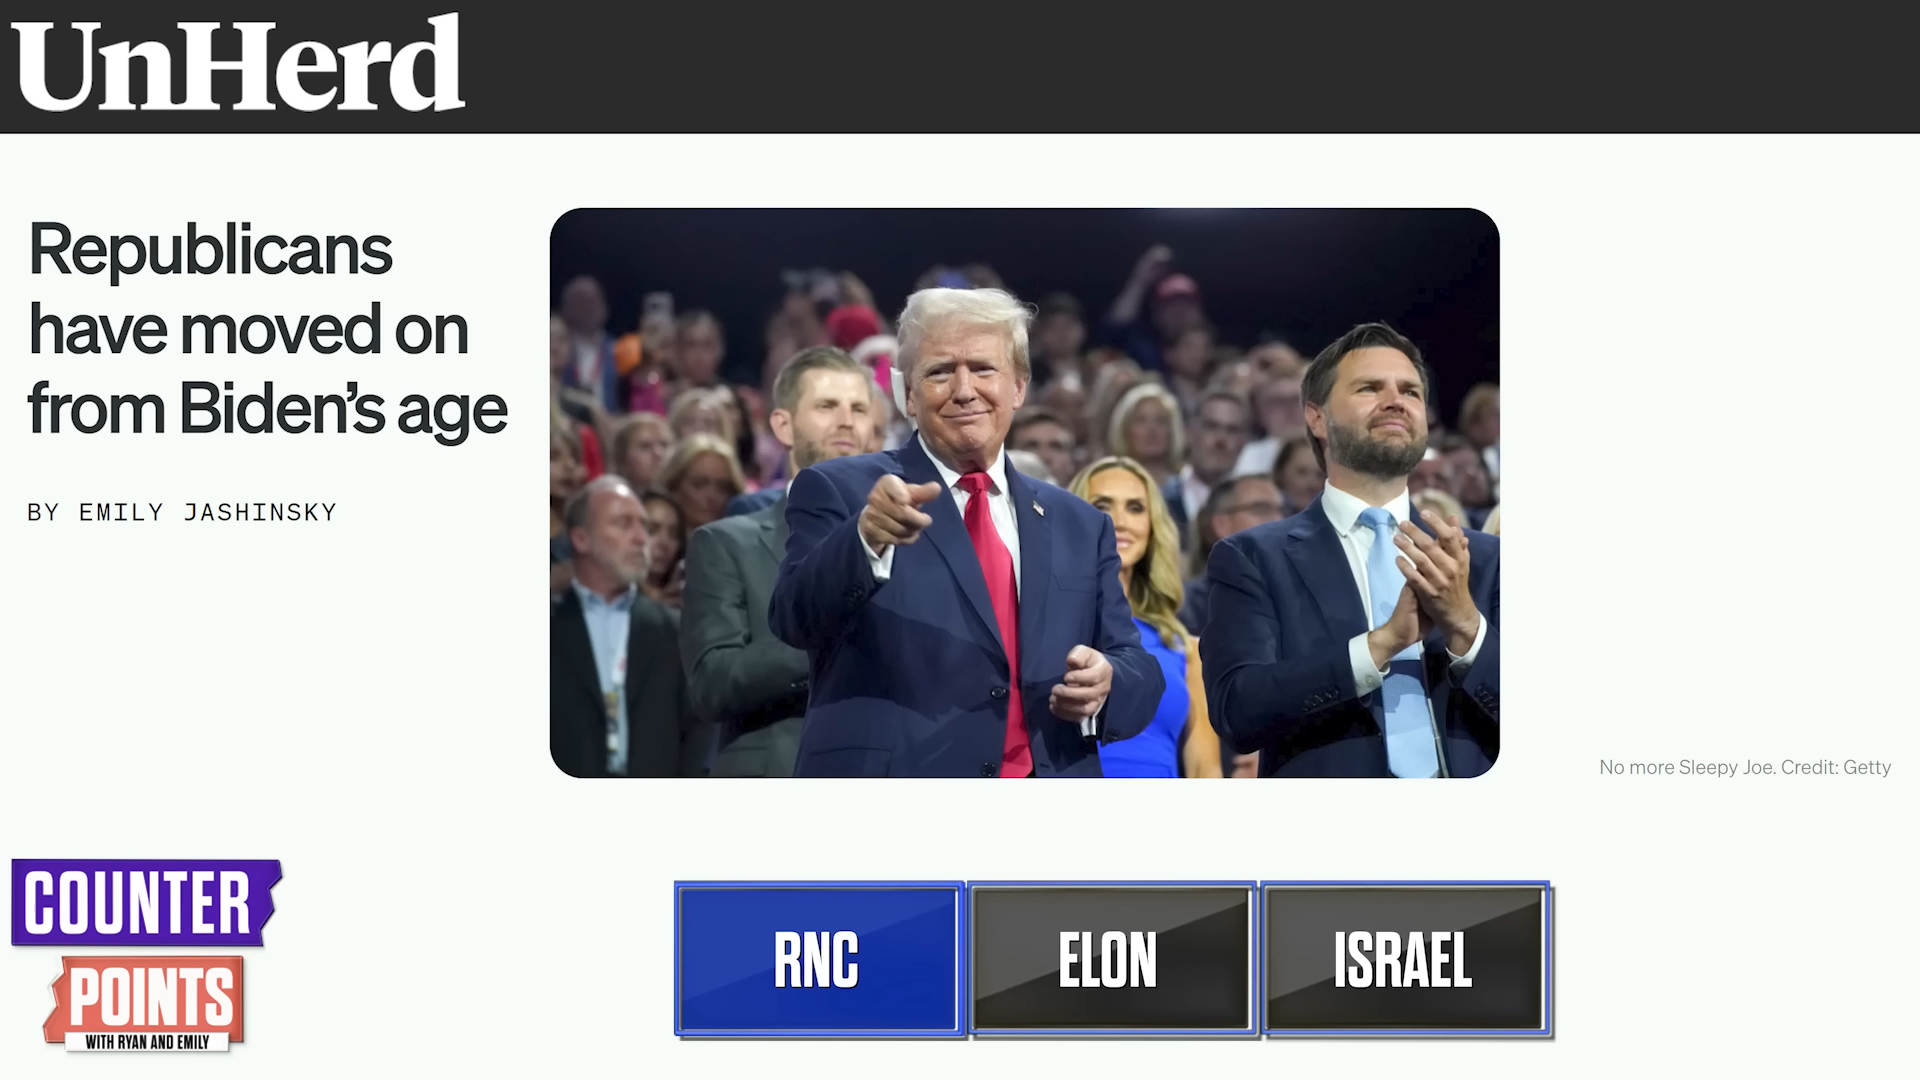 UnHerd
Republicans
have moved on
from Biden’s age
BY EMILY JASHINSKY
No more Sleepy Joe. Credit: Getty
COUNTER
POINTS
WITH RYAN AND EMILY
RNC
ELON
ISRAEL